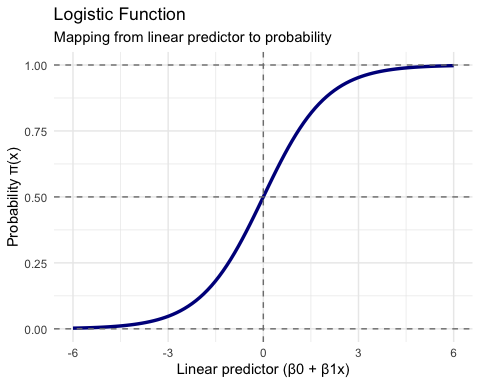 Logistic Function
Mapping from linear predictor to probability
Probability π(x)
1.00
0.75
0.50
0.25
0.00
-6 -3 0 3 6
Linear predictor (β0 + β1x)